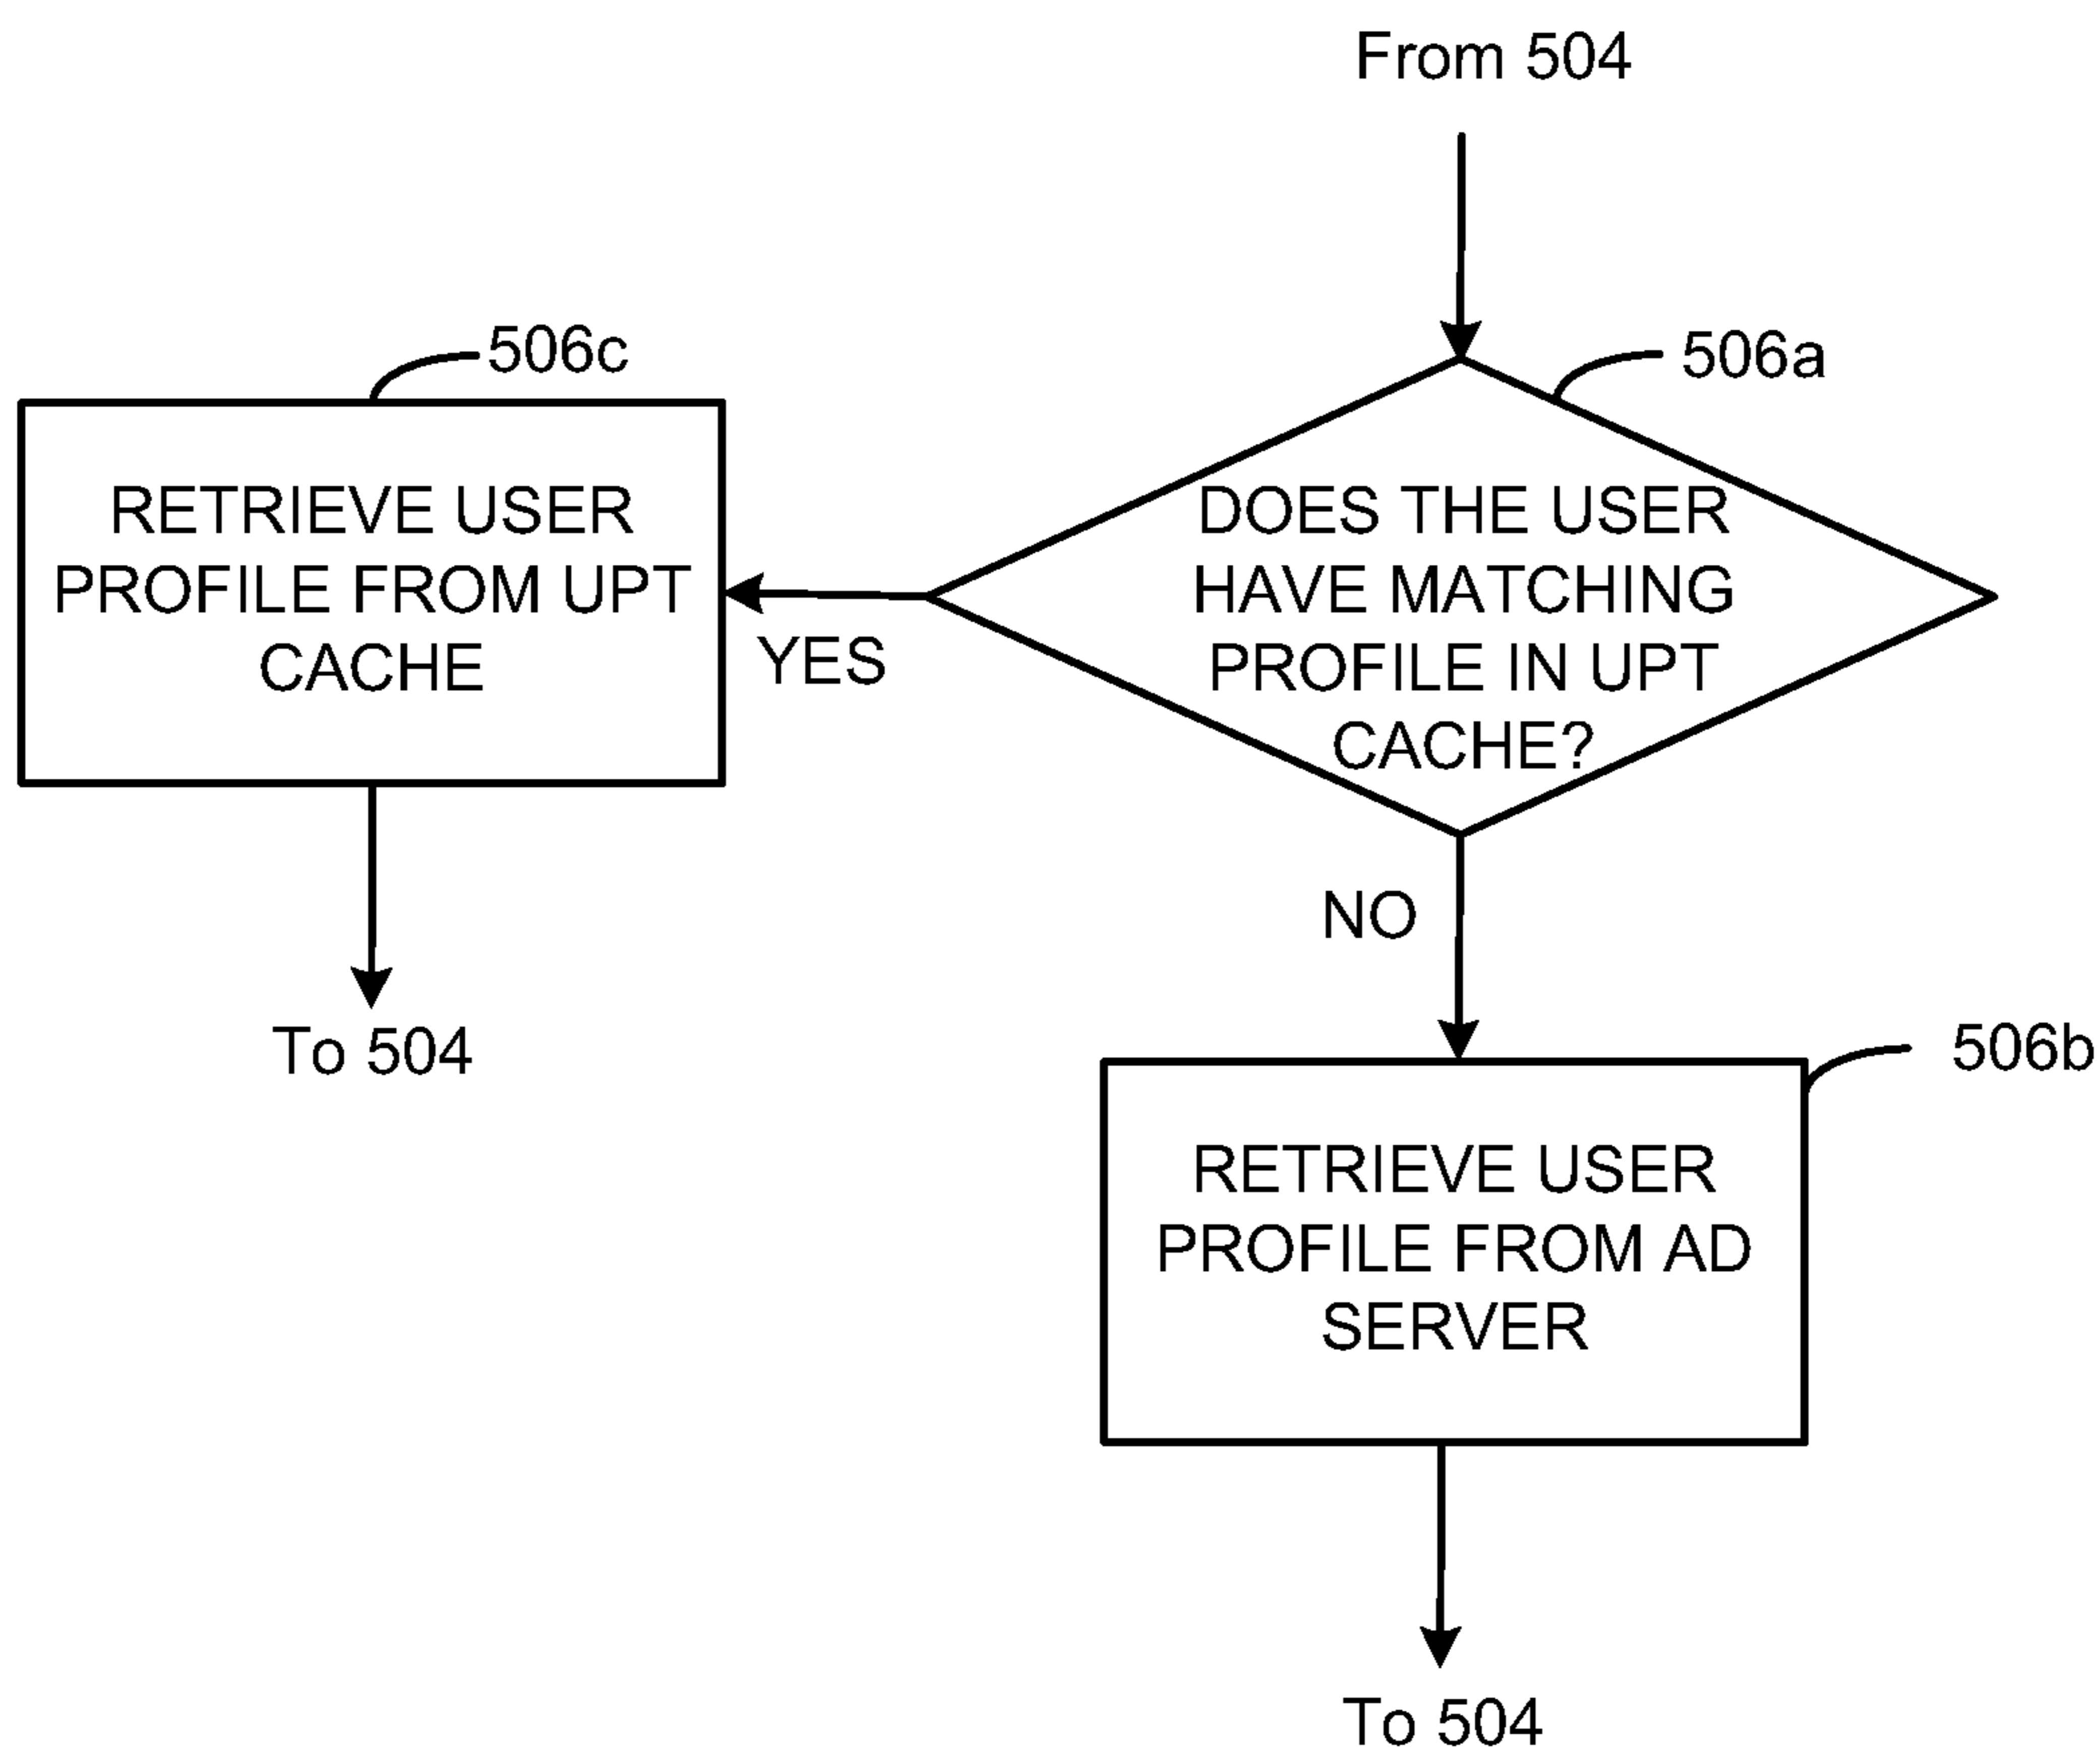 From 504
506a
DOES THE USER
HAVE MATCHING
PROFILE IN UPT
CACHE?
YES
506c
RETRIEVE USER
PROFILE FROM UPT
CACHE
To 504
NO
506b
RETRIEVE USER
PROFILE FROM AD
SERVER
To 504